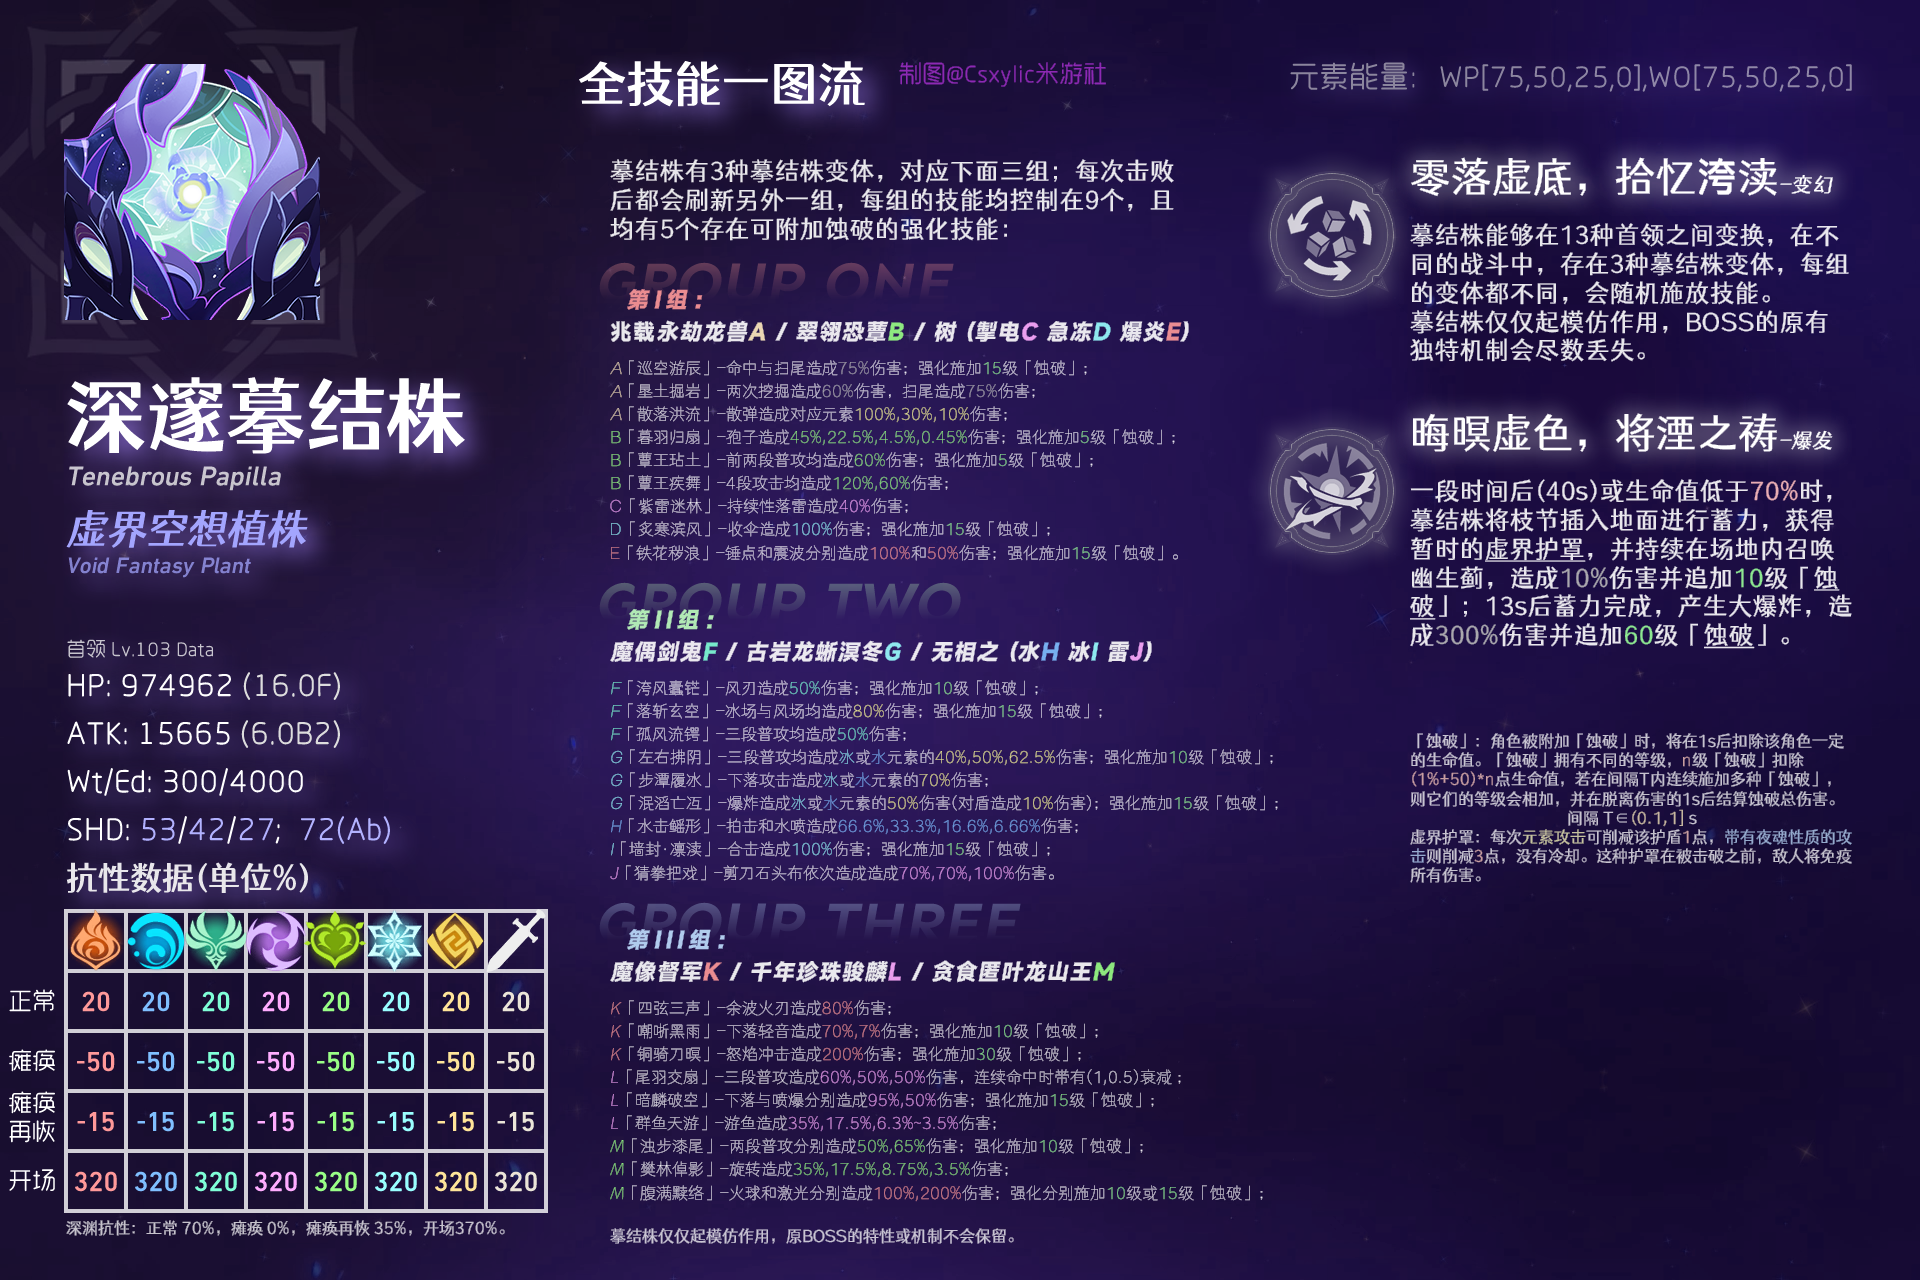 深邃摹结株
Tenebrous Papilla
虚界空想植株
Void Fantasy Plant
首领 Lv.103 Data
HP: 974962 (16.0F)
ATK: 15665 (6.0B2)
Wt/Ed: 300/4000
SHD: 53/42/27; 72(Ab)
抗性数据(单位%)
正常 20 20 20 20 20 20 20 20
瘫痪 -50 -50 -50 -50 -50 -50 -50 -50
瘫痪再恢 -15 -15 -15 -15 -15 -15 -15 -15
开场 320 320 320 320 320 320 320 320
深渊抗性：正常 70%，瘫痪 0%，瘫痪再恢 35%，开场370%。
全技能一图流
制图@Csxylic米游社
摹结株有3种摹结株变体，对应下面三组；每次击败
后都会刷新另外一组，每组的技能均控制在9个，且
均有5个存在可附加蚀破的强化技能：
GROUP ONE
第I组：
兆载永劫龙兽A / 翠翎恐蕈B / 树 (掣电C 急冻D 爆炎E)
A「巡空游辰」-命中与扫尾造成75%伤害；强化施加15级「蚀破」；
A「垦土掘岩」-两次挖掘造成60%伤害，扫尾造成75%伤害；
A「散落洪流」-散弹造成对应元素100%,30%,10%伤害；
B「暮羽归扇」-孢子造成45%,22.5%,4.5%,0.45%伤害；强化施加5级「蚀破」；
B「蕈王玷土」-前两段普攻均造成60%伤害；强化施加5级「蚀破」；
B「蕈王疾舞」-4段攻击均造成120%,60%伤害；
C「紫雷迷林」-持续性落雷造成40%伤害；
D「炙寒滨风」-收伞造成100%伤害；强化施加15级「蚀破」；
E「铁花秽浪」-锤点和震波分别造成100%和50%伤害；强化施加15级「蚀破」。
GROUP TWO
第II组：
魔偶剑鬼F / 古岩龙蜥溟冬G / 无相之 (水H 冰I 雷J)
F「洿风蠹铓」-风刃造成50%伤害；强化施加10级「蚀破」；
F「落斩玄空」-冰场与风场均造成80%伤害；强化施加15级「蚀破」；
F「孤风流锷」-三段普攻均造成50%伤害；
G「左右拂阴」-三段普攻均造成冰或水元素的40%,50%,62.5%伤害；强化施加10级「蚀破」；
G「步潭履冰」-下落攻击造成冰或水元素的70%伤害；
G「泯滔亡冱」-爆炸造成冰或水元素的50%伤害(对盾造成10%伤害)；强化施加15级「蚀破」；
H「水击蝠形」-拍击和水喷造成66.6%,33.3%,16.6%,6.66%伤害；
I「墙封·凛渎」-合击造成100%伤害；强化施加15级「蚀破」；
J「猜拳把戏」-剪刀石头布依次造成造成70%,70%,100%伤害。
GROUP THREE
第III组：
魔像督军K / 千年珍珠骏麟L / 贪食匿叶龙山王M
K「四弦三声」-余波火刃造成80%伤害；
K「嘲哳黑雨」-下落轻音造成70%,7%伤害；强化施加10级「蚀破」；
K「铜骑刀暝」-怒焰冲击造成200%伤害；强化施加30级「蚀破」；
L「尾羽交扇」-三段普攻造成60%,50%,50%伤害，连续命中时带有(1,0.5)衰减；
L「暗麟破空」-下落与喷爆分别造成95%,50%伤害；强化施加15级「蚀破」；
L「群鱼天游」-游鱼造成35%,17.5%,6.3%~3.5%伤害；
M「浊步漆尾」-两段普攻分别造成50%,65%伤害；强化施加10级「蚀破」；
M「樊林倬影」-旋转造成35%,17.5%,8.75%,3.5%伤害；
M「腹满黩络」-火球和激光分别造成100%,200%伤害；强化分别施加10级或15级「蚀破」；
摹结株仅仅起模仿作用，原BOSS的特性或机制不会保留。
元素能量： WP[75,50,25,0],WO[75,50,25,0]
零落虚底，拾忆洿渎-变幻
摹结株能够在13种首领之间变换，在不
同的战斗中，存在3种摹结株变体，每组
的变体都不同，会随机施放技能。
摹结株仅仅起模仿作用，BOSS的原有
独特机制会尽数丢失。
晦暝虚色，将湮之祷-爆发
一段时间后(40s)或生命值低于70%时，
摹结株将枝节插入地面进行蓄力，获得
暂时的虚界护罩，并持续在场地内召唤
幽生蓟，造成10%伤害并追加10级「蚀
破」；13s后蓄力完成，产生大爆炸，造
成300%伤害并追加60级「蚀破」。
「蚀破」：角色被附加「蚀破」时，将在1s后扣除该角色一定
的生命值。「蚀破」拥有不同的等级，n级「蚀破」扣除
(1%+50)*n点生命值，若在间隔T内连续施加多种「蚀破」，
则它们的等级会相加，并在脱离伤害的1s后结算蚀破总伤害。
间隔 T∈(0.1,1] s
虚界护罩：每次元素攻击可削减该护盾1点，带有夜魂性质的攻
击则削减3点，没有冷却。这种护罩在被击破之前，敌人将免疫
所有伤害。